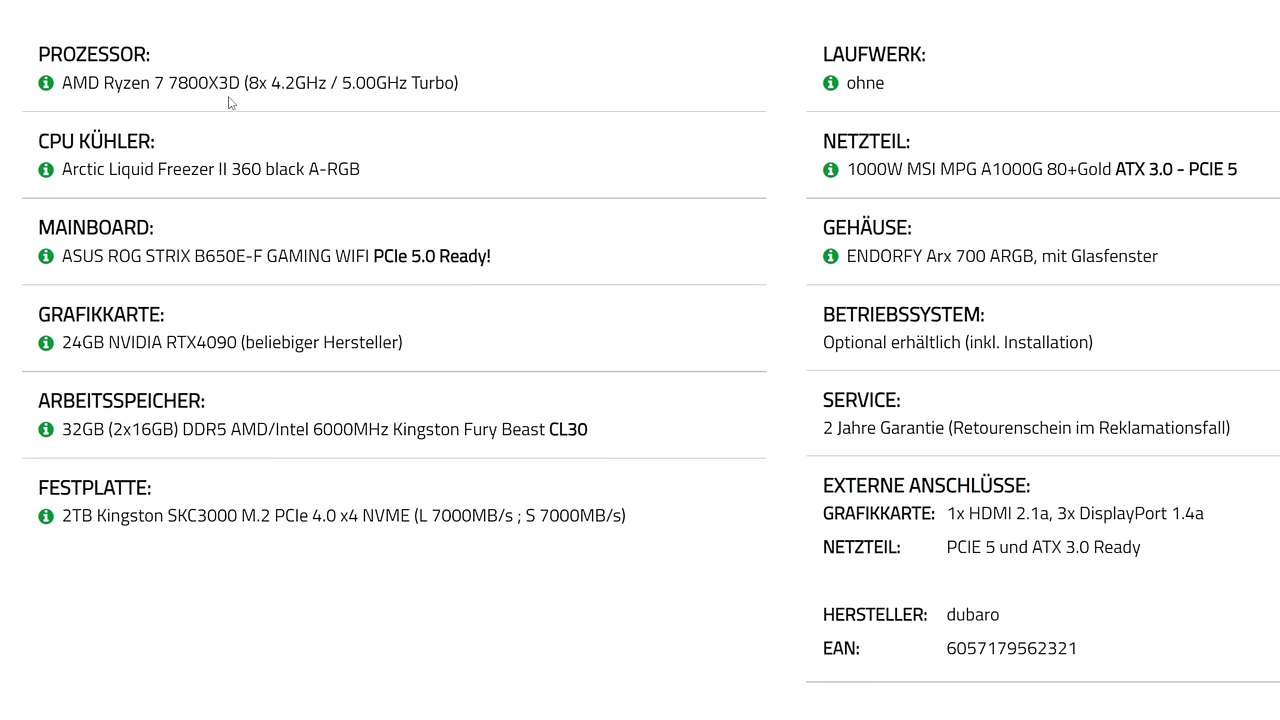 PROZESSOR:
AMD Ryzen 7 7800X3D (8x 4.2GHz / 5.00GHz Turbo)
CPU KÜHLER:
Arctic Liquid Freezer II 360 black A-RGB
MAINBOARD:
ASUS ROG STRIX B650E-F GAMING WIFI PCIe 5.0 Ready!
GRAFIKKARTE:
24GB NVIDIA RTX4090 (beliebiger Hersteller)
ARBEITSSPEICHER:
32GB (2x16GB) DDR5 AMD/Intel 6000MHz Kingston Fury Beast CL30
FESTPLATTE:
2TB Kingston SKC3000 M.2 PCIe 4.0 x4 NVME (L 7000MB/s ; S 7000MB/s)
LAUFWERK:
ohne
NETZTEIL:
1000W MSI MPG A1000G 80+Gold ATX 3.0 - PCIE 5
GEHÄUSE:
ENDORFY Arx 700 ARGB, mit Glasfenster
BETRIEBSSYSTEM:
Optional erhältlich (inkl. Installation)
SERVICE:
2 Jahre Garantie (Retourenschein im Reklamationsfall)
EXTERNE ANSCHLÜSSE:
GRAFIKKARTE: 1x HDMI 2.1a, 3x DisplayPort 1.4a
NETZTEIL: PCIE 5 und ATX 3.0 Ready
HERSTELLER: dubaro
EAN: 6057179562321